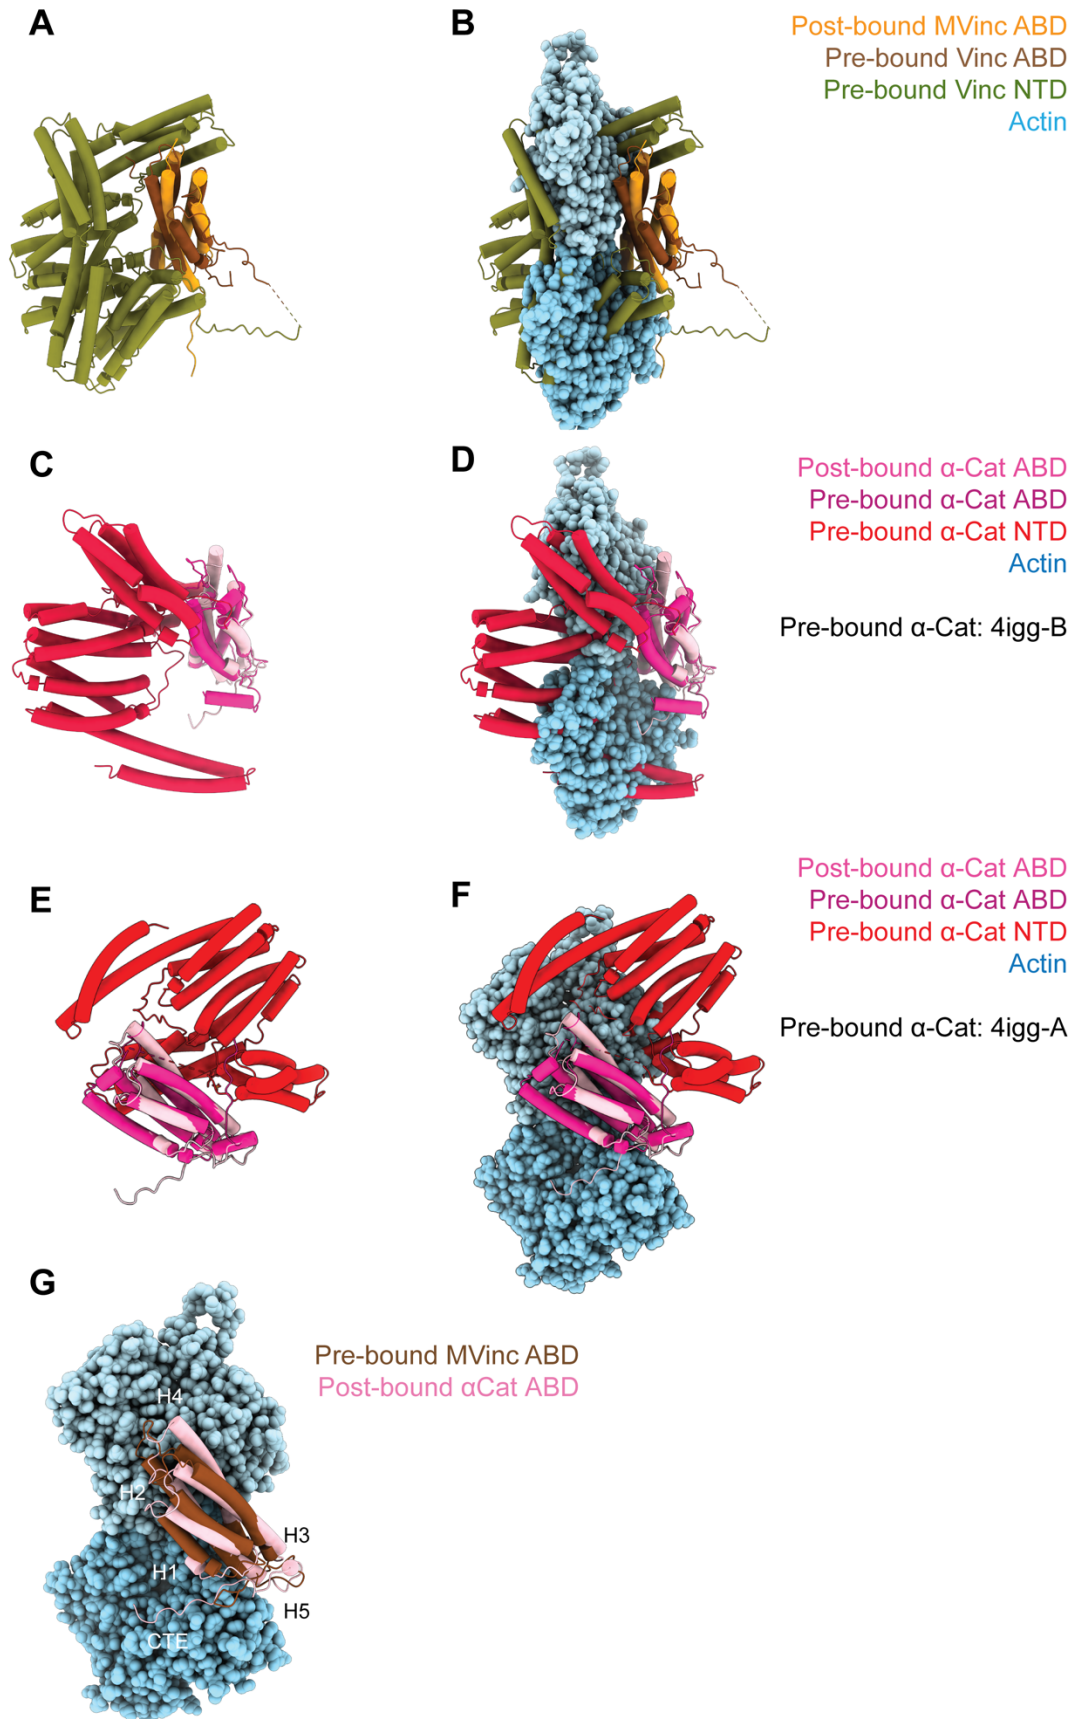 A
B
Post-bound MVinc ABD
Pre-bound Vinc ABD
Pre-bound Vinc NTD
Actin
C
D
Post-bound α-Cat ABD
Pre-bound α-Cat ABD
Pre-bound α-Cat NTD
Actin
Pre-bound α-Cat: 4igg-B
E
F
Post-bound α-Cat ABD
Pre-bound α-Cat ABD
Pre-bound α-Cat NTD
Actin
Pre-bound α-Cat: 4igg-A
G
Pre-bound MVinc ABD
Post-bound αCat ABD
H4
H2
H3
H1
H5
CTE